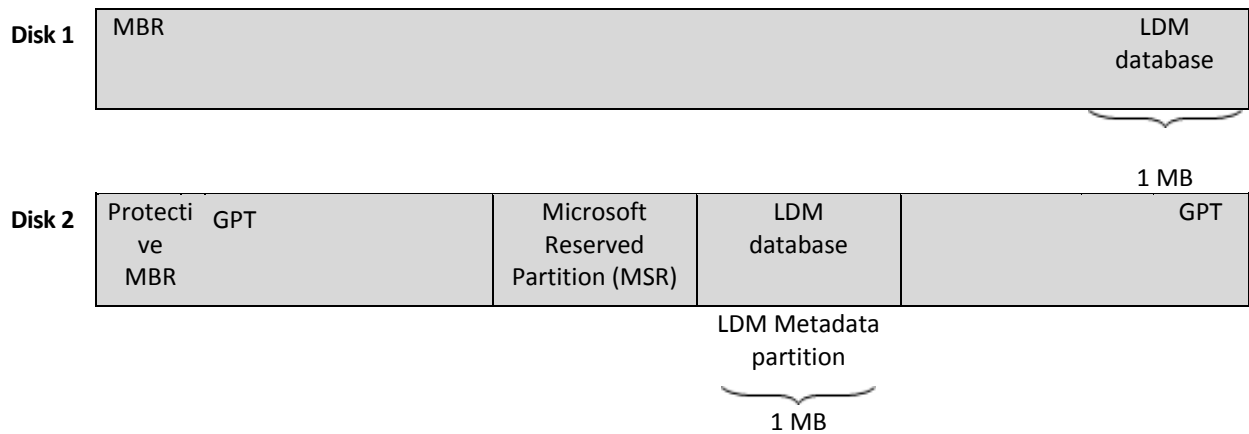 Disk 1
MBR
LDM
database
1 MB
Disk 2
Protecti
ve
MBR
GPT
Microsoft
Reserved
Partition (MSR)
LDM
database
GPT
LDM Metadata
partition
1 MB